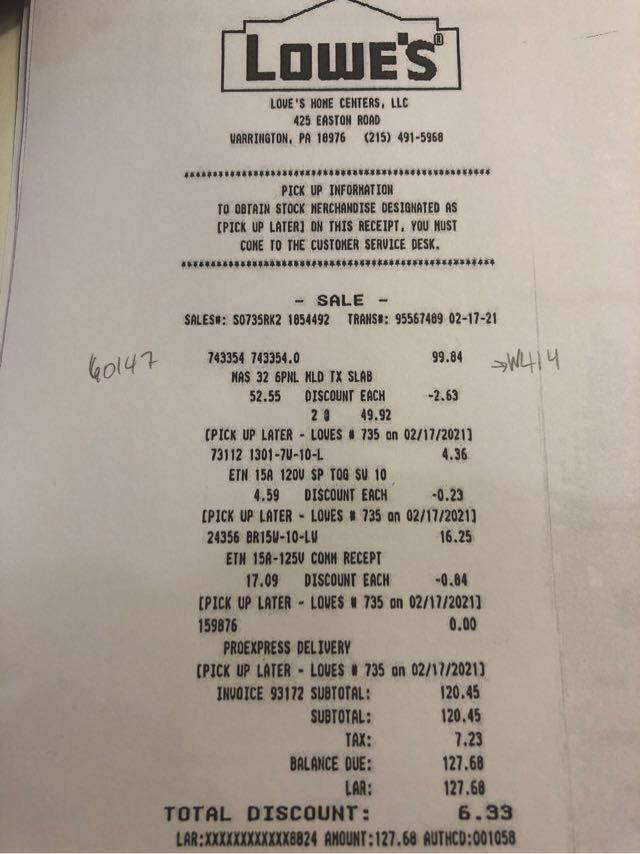 LOWE'S®
LOWE'S HOME CENTERS, LLC
425 EASTON ROAD
WARRINGTON, PA 18976 (215) 491-5968
********************************************************
PICK UP INFORMATION
TO OBTAIN STOCK MERCHANDISE DESIGNATED AS
[PICK UP LATER] ON THIS RECEIPT, YOU MUST
COME TO THE CUSTOMER SERVICE DESK.
********************************************************
- SALE -
SALES#: S0735RK2 1854492 TRANS#: 95567489 02-17-21
60147 743354 743354.0 99.84 →W414
MAS 32 6PNL MLD TX SLAB
52.55 DISCOUNT EACH -2.63
2 @ 49.92
[PICK UP LATER - LOWES # 735 on 02/17/2021]
73112 1301-7W-10-L 4.36
ETN 15A 120V SP TOG SW 10
4.59 DISCOUNT EACH -0.23
[PICK UP LATER - LOWES # 735 on 02/17/2021]
24356 BR15W-10-LW 16.25
ETN 15A-125V COMM RECEPT
17.09 DISCOUNT EACH -0.84
[PICK UP LATER - LOWES # 735 on 02/17/2021]
159876 0.00
PROEXPRESS DELIVERY
[PICK UP LATER - LOWES # 735 on 02/17/2021]
INVOICE 93172 SUBTOTAL: 120.45
SUBTOTAL: 120.45
TAX: 7.23
BALANCE DUE: 127.68
LAR: 127.68
TOTAL DISCOUNT: 6.33
LAR:XXXXXXXXXXXX8824 AMOUNT:127.68 AUTHCD:001058